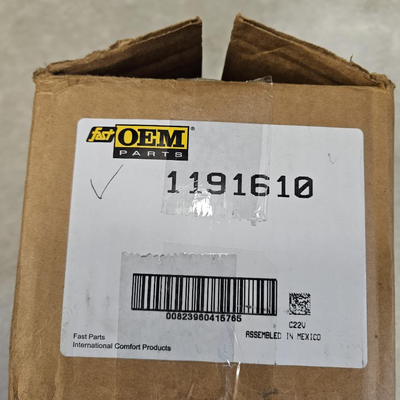 fast OEM®
PARTS
1191610
00823960415765
C22V
ASSEMBLED IN MEXICO
Fast Parts
International Comfort Products